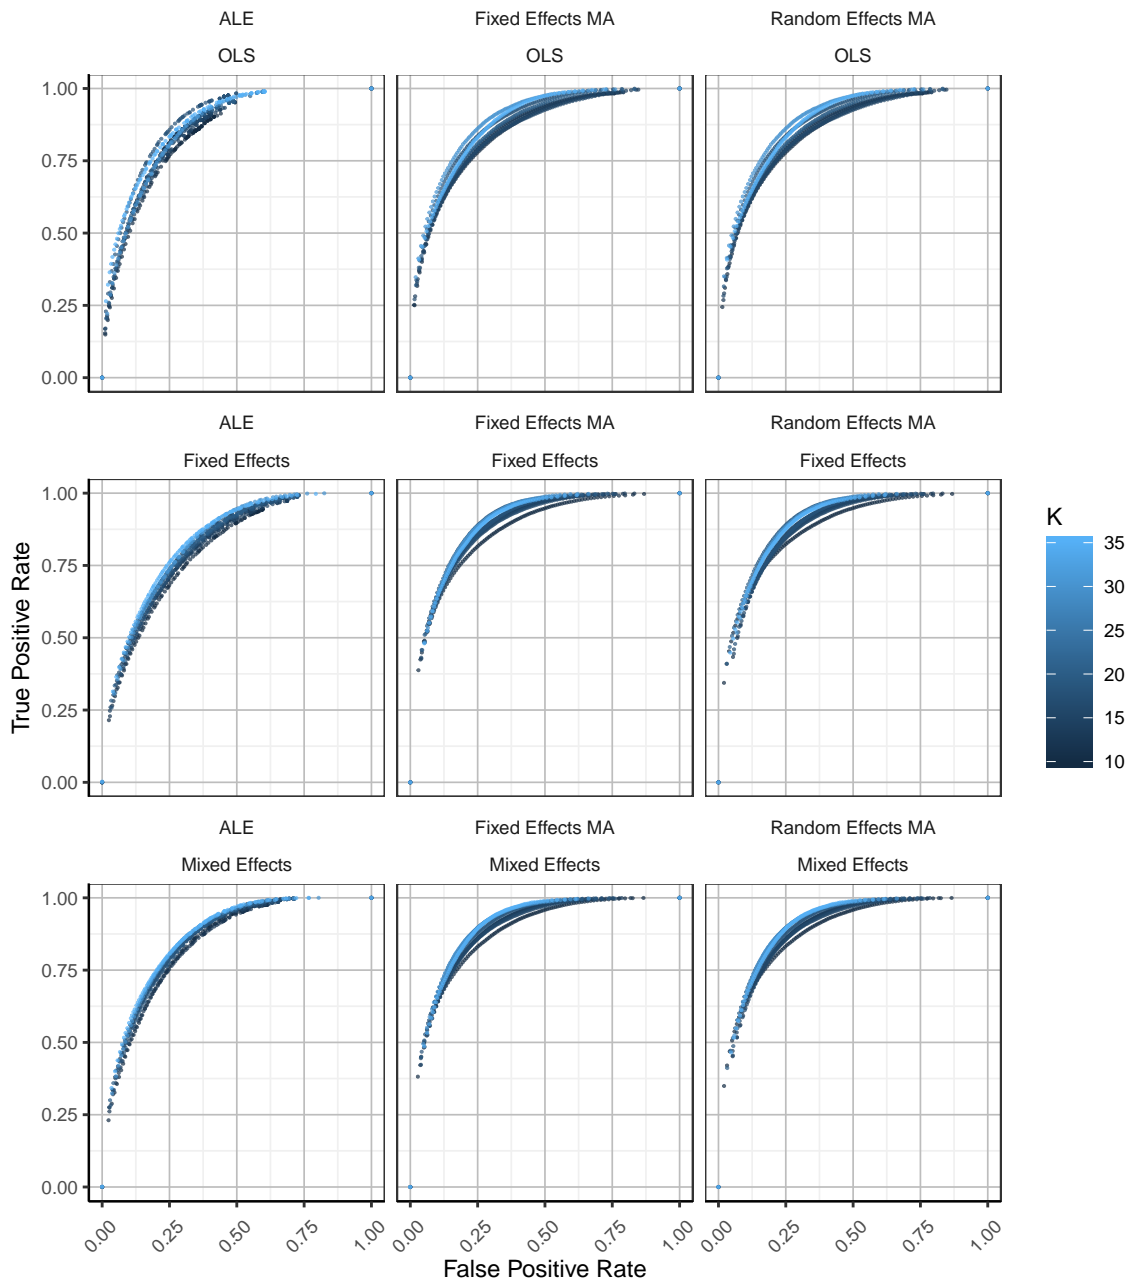 ALE Fixed Effects MA Random Effects MA
OLS OLS OLS
1.00
0.75
0.50
0.25
0.00
ALE Fixed Effects MA Random Effects MA
Fixed Effects Fixed Effects Fixed Effects
1.00
0.75
0.50
0.25
0.00
True Positive Rate
ALE Fixed Effects MA Random Effects MA
Mixed Effects Mixed Effects Mixed Effects
1.00
0.75
0.50
0.25
0.00
0.00 0.25 0.50 0.75 1.00 0.00 0.25 0.50 0.75 1.00 0.00 0.25 0.50 0.75 1.00
False Positive Rate
K
35
30
25
20
15
10